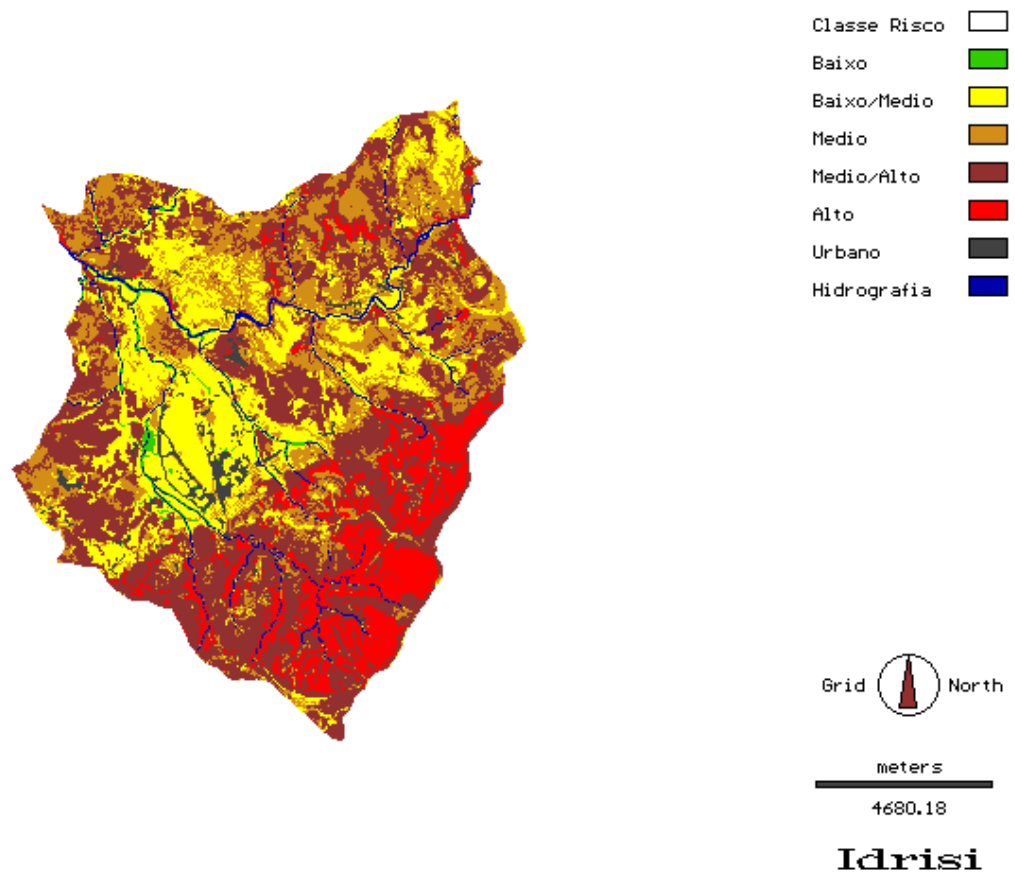 Classe Risco
Baixo
Baixo/Medio
Medio
Medio/Alto
Alto
Urbano
Hidrografia
Grid North
meters
4680.18
Idrisi